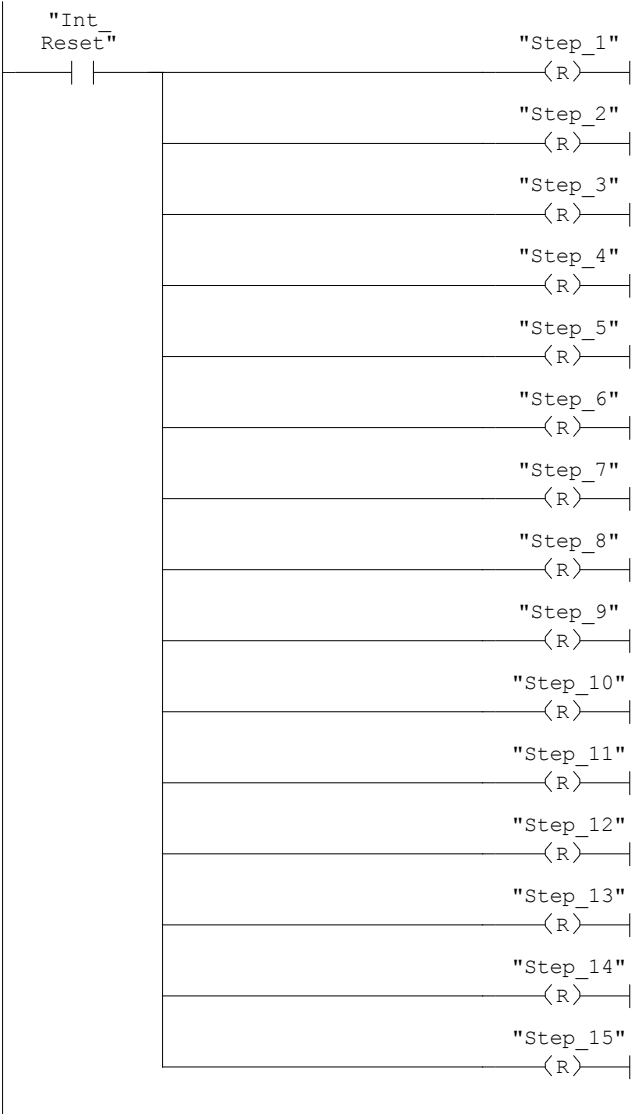 "Int_
Reset"
"Step_1"
(R)
"Step_2"
(R)
"Step_3"
(R)
"Step_4"
(R)
"Step_5"
(R)
"Step_6"
(R)
"Step_7"
(R)
"Step_8"
(R)
"Step_9"
(R)
"Step_10"
(R)
"Step_11"
(R)
"Step_12"
(R)
"Step_13"
(R)
"Step_14"
(R)
"Step_15"
(R)